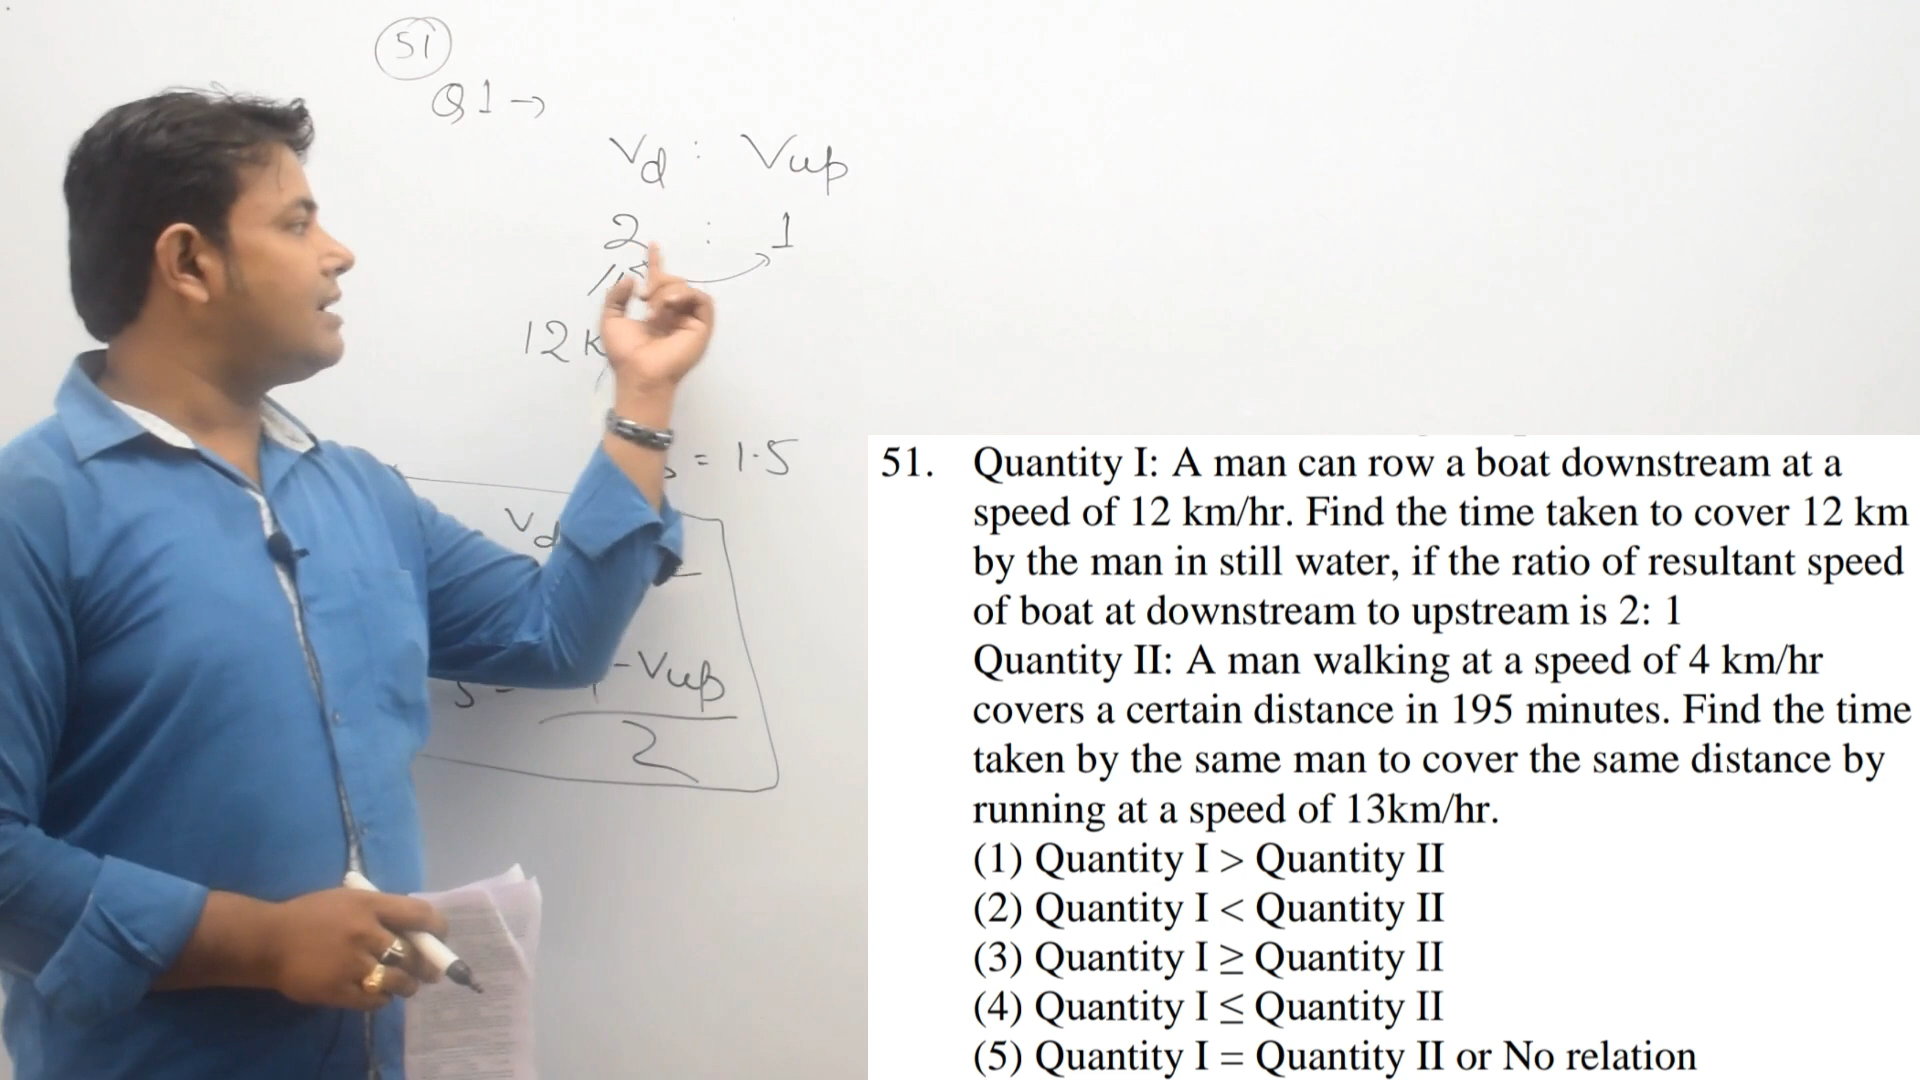 51
Q1→
Vd : Vup
2 : 1
12 k
= 1.5
Vd
- Vup
2
51. Quantity I: A man can row a boat downstream at a
speed of 12 km/hr. Find the time taken to cover 12 km
by the man in still water, if the ratio of resultant speed
of boat at downstream to upstream is 2: 1
Quantity II: A man walking at a speed of 4 km/hr
covers a certain distance in 195 minutes. Find the time
taken by the same man to cover the same distance by
running at a speed of 13km/hr.
(1) Quantity I > Quantity II
(2) Quantity I < Quantity II
(3) Quantity I ≥ Quantity II
(4) Quantity I ≤ Quantity II
(5) Quantity I = Quantity II or No relation